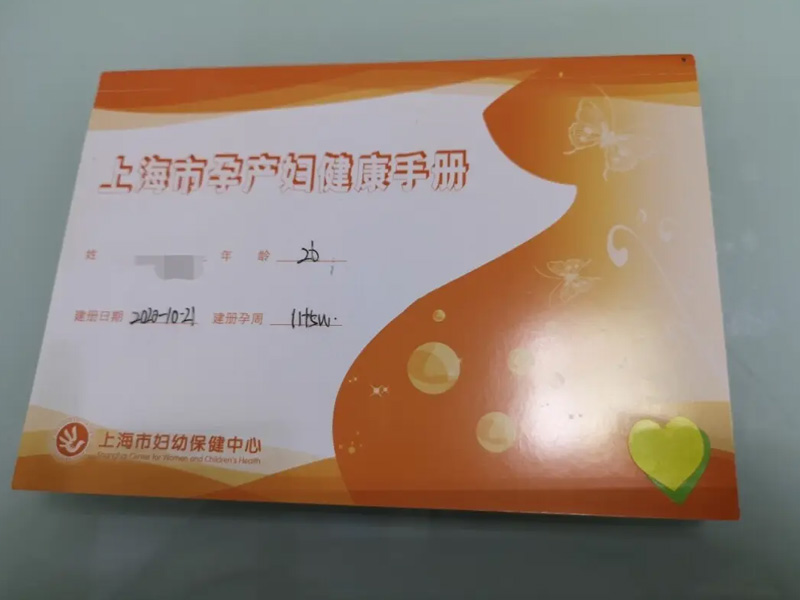 上海市孕产妇健康手册
姓 年龄 26
建册日期 2020-10-21 建册孕周 11+5W.
上海市妇幼保健中心
Shanghai Center for Women and Children's Health